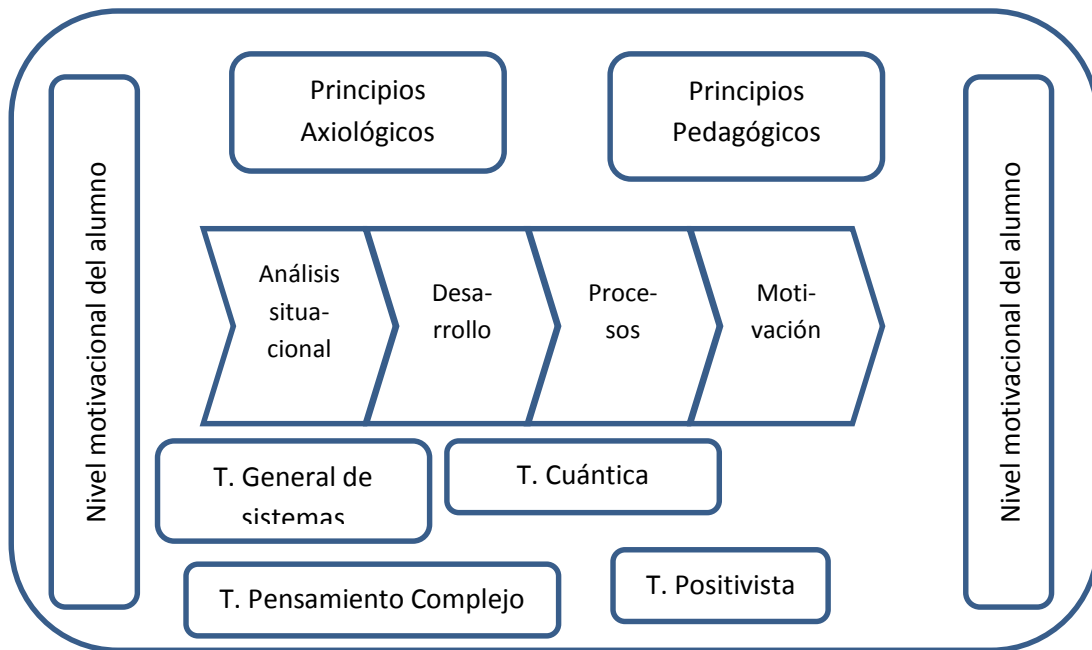 Principios
Axiológicos
Principios
Pedagógicos
Nivel motivacional del alumno
Análisis
situa-
cional
Desa-
rrollo
Proce-
sos
Moti-
vación
Nivel motivacional del alumno
T. General de
sistemas
T. Cuántica
T. Pensamiento Complejo
T. Positivista